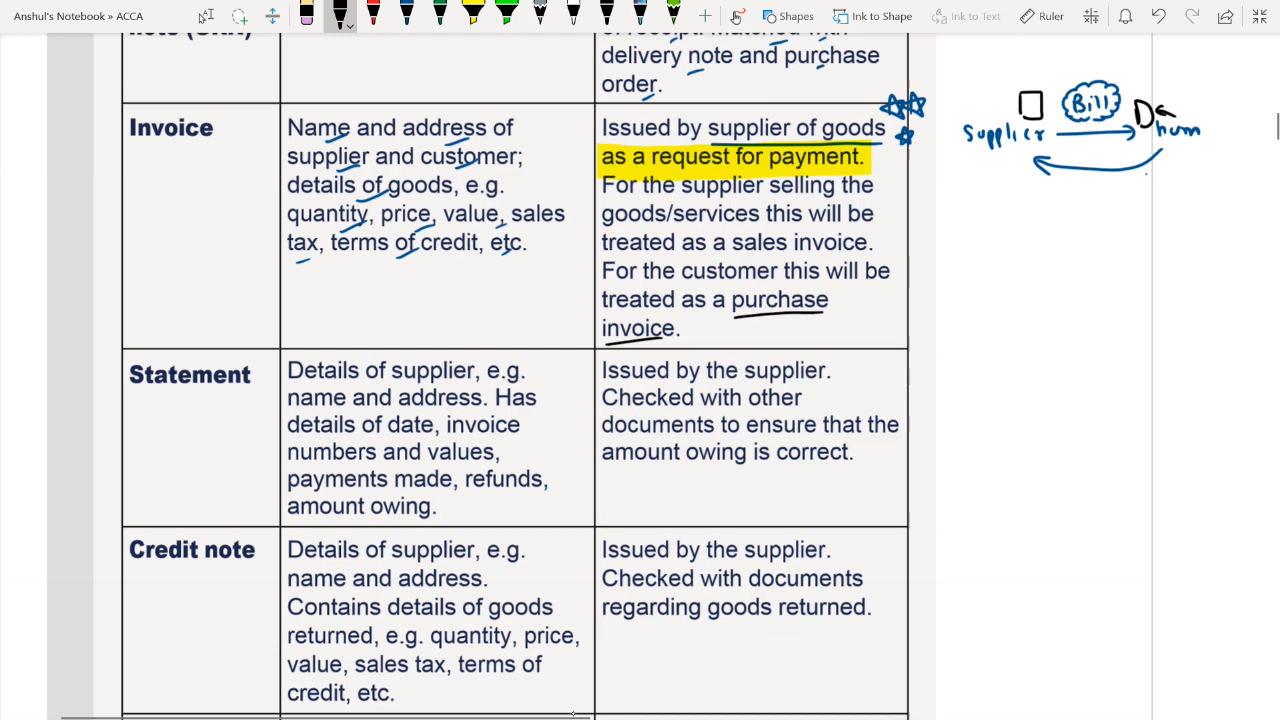 Anshul's Notebook » ACCA
Shapes
Ink to Shape
Ink to Text
Ruler
delivery note and purchase
order.
Invoice
Name and address of
supplier and customer;
details of goods, e.g.
quantity, price, value, sales
tax, terms of credit, etc.
Issued by supplier of goods
as a request for payment.
For the supplier selling the
goods/services this will be
treated as a sales invoice.
For the customer this will be
treated as a purchase
invoice.
Bill
Supplier
hum
Statement
Details of supplier, e.g.
name and address. Has
details of date, invoice
numbers and values,
payments made, refunds,
amount owing.
Issued by the supplier.
Checked with other
documents to ensure that the
amount owing is correct.
Credit note
Details of supplier, e.g.
name and address.
Contains details of goods
returned, e.g. quantity, price,
value, sales tax, terms of
credit, etc.
Issued by the supplier.
Checked with documents
regarding goods returned.